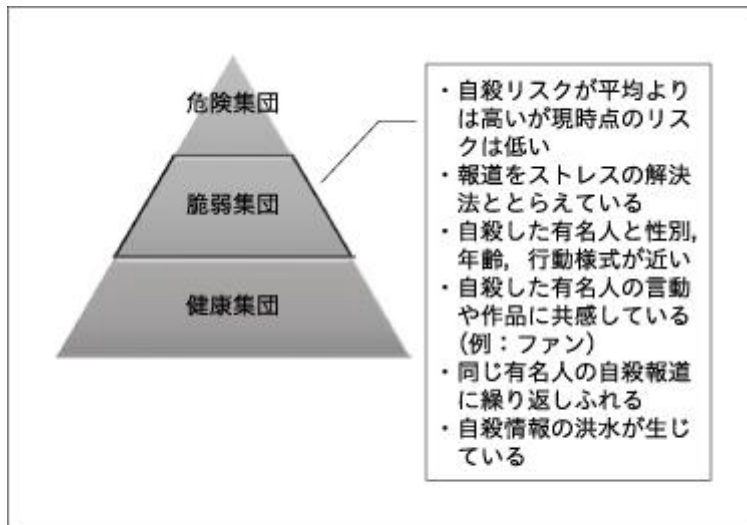 危険集団
脆弱集団
健康集団
・自殺リスクが平均より
は高いが現時点のリス
クは低い
・報道をストレスの解決
法ととらえている
・自殺した有名人と性別，
年齢，行動様式が近い
・自殺した有名人の言動
や作品に共感している
（例：ファン）
・同じ有名人の自殺報道
に繰り返しふれる
・自殺情報の洪水が生じ
ている